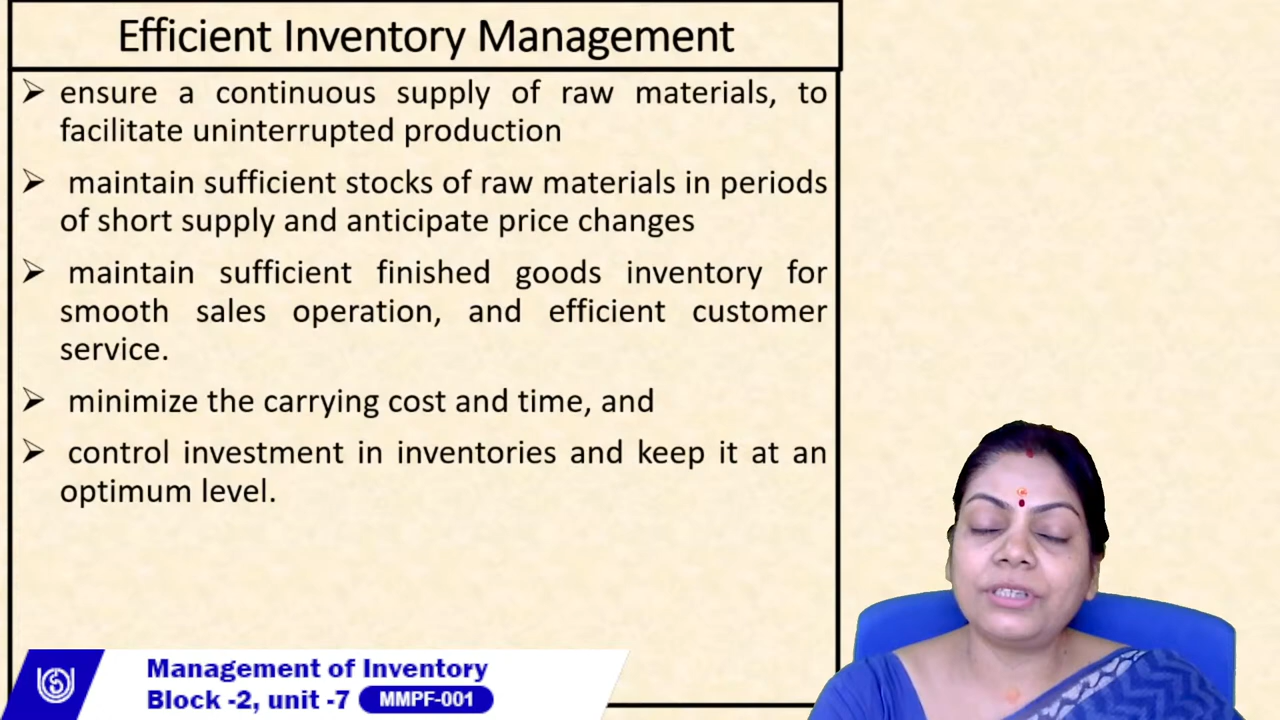 Efficient Inventory Management
➢ ensure a continuous supply of raw materials, to
facilitate uninterrupted production
➢ maintain sufficient stocks of raw materials in periods
of short supply and anticipate price changes
➢ maintain sufficient finished goods inventory for
smooth sales operation, and efficient customer
service.
➢ minimize the carrying cost and time, and
➢ control investment in inventories and keep it at an
optimum level.
Management of Inventory
Block -2, unit -7 MMPF-001